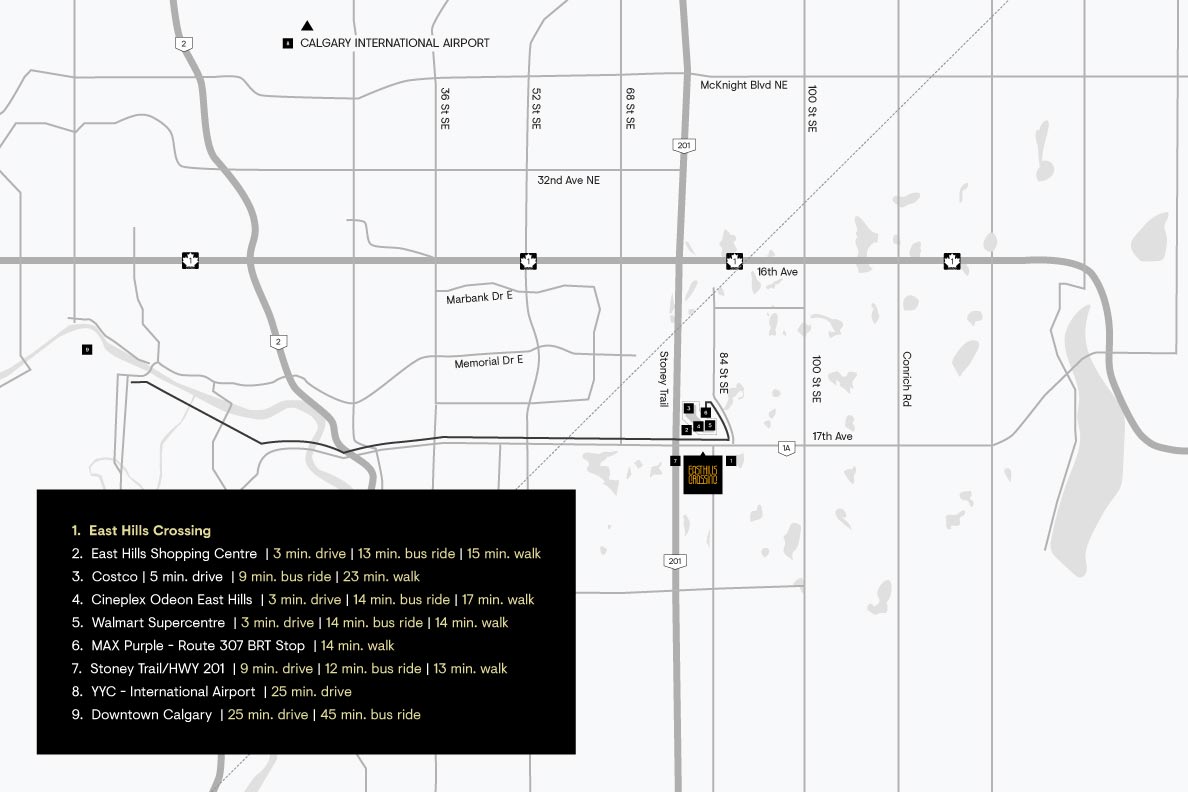 2
8 CALGARY INTERNATIONAL AIRPORT
McKnight Blvd NE
36 St SE
52 St SE
68 St SE
100 St SE
201
32nd Ave NE
1
1
1
1
16th Ave
Marbank Dr E
2
9
Memorial Dr E
Stoney Trail
84 St SE
100 St SE
Conrich Rd
3
6
2
4
5
17th Ave
1A
7
1
EASTHILLS
CROSSING
201
1. East Hills Crossing
2. East Hills Shopping Centre | 3 min. drive | 13 min. bus ride | 15 min. walk
3. Costco | 5 min. drive | 9 min. bus ride | 23 min. walk
4. Cineplex Odeon East Hills | 3 min. drive | 14 min. bus ride | 17 min. walk
5. Walmart Supercentre | 3 min. drive | 14 min. bus ride | 14 min. walk
6. MAX Purple - Route 307 BRT Stop | 14 min. walk
7. Stoney Trail/HWY 201 | 9 min. drive | 12 min. bus ride | 13 min. walk
8. YYC - International Airport | 25 min. drive
9. Downtown Calgary | 25 min. drive | 45 min. bus ride